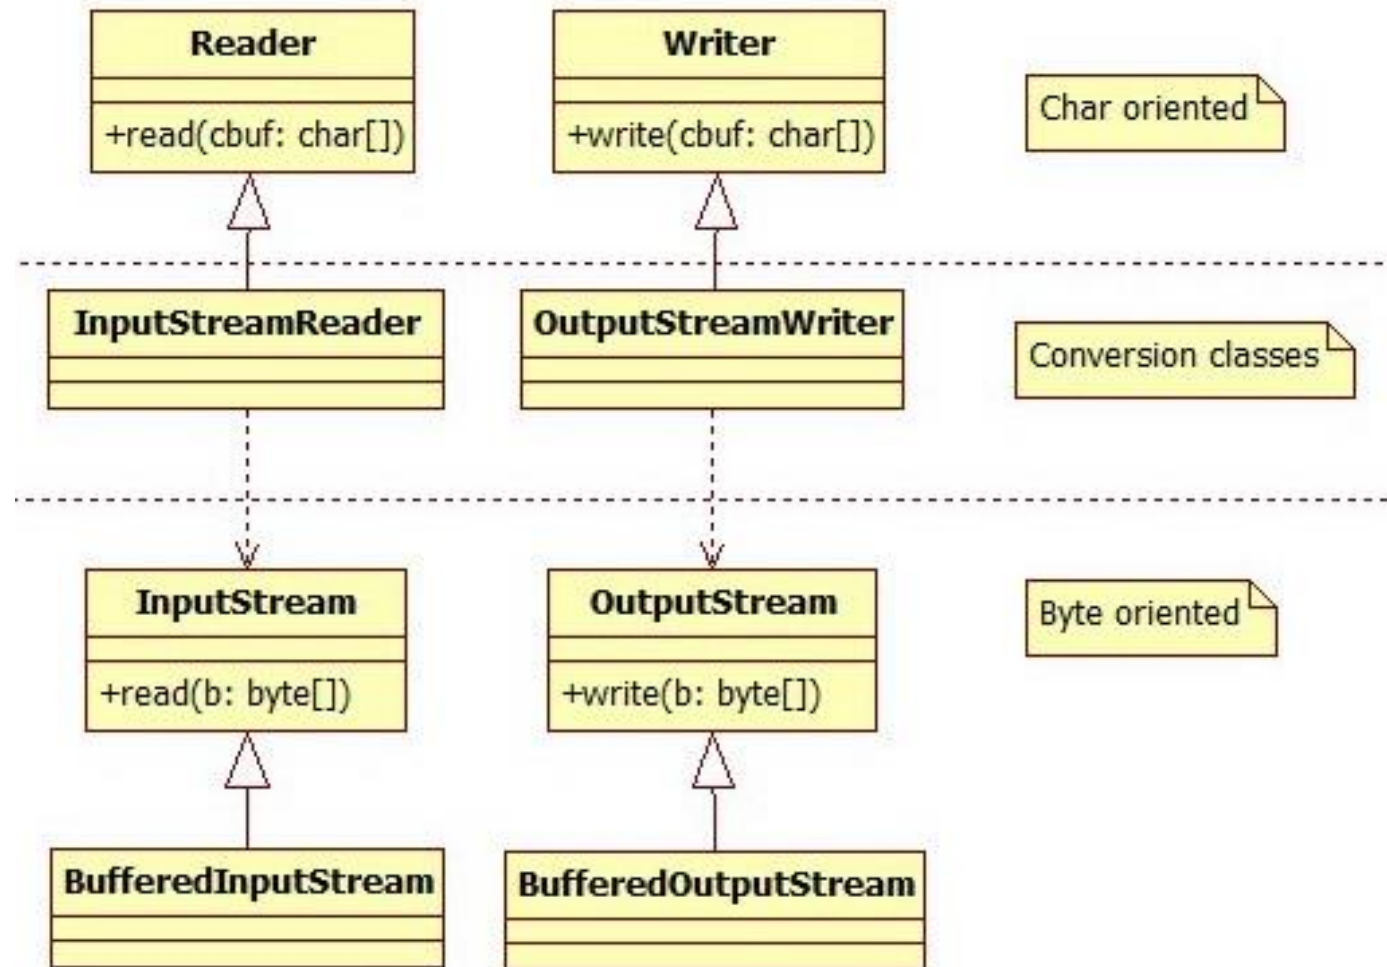 Reader
+read(cbuf: char[])
Writer
+write(cbuf: char[])
Char oriented
InputStreamReader
OutputStreamWriter
Conversion classes
InputStream
+read(b: byte[])
OutputStream
+write(b: byte[])
Byte oriented
BufferedInputStream
BufferedOutputStream